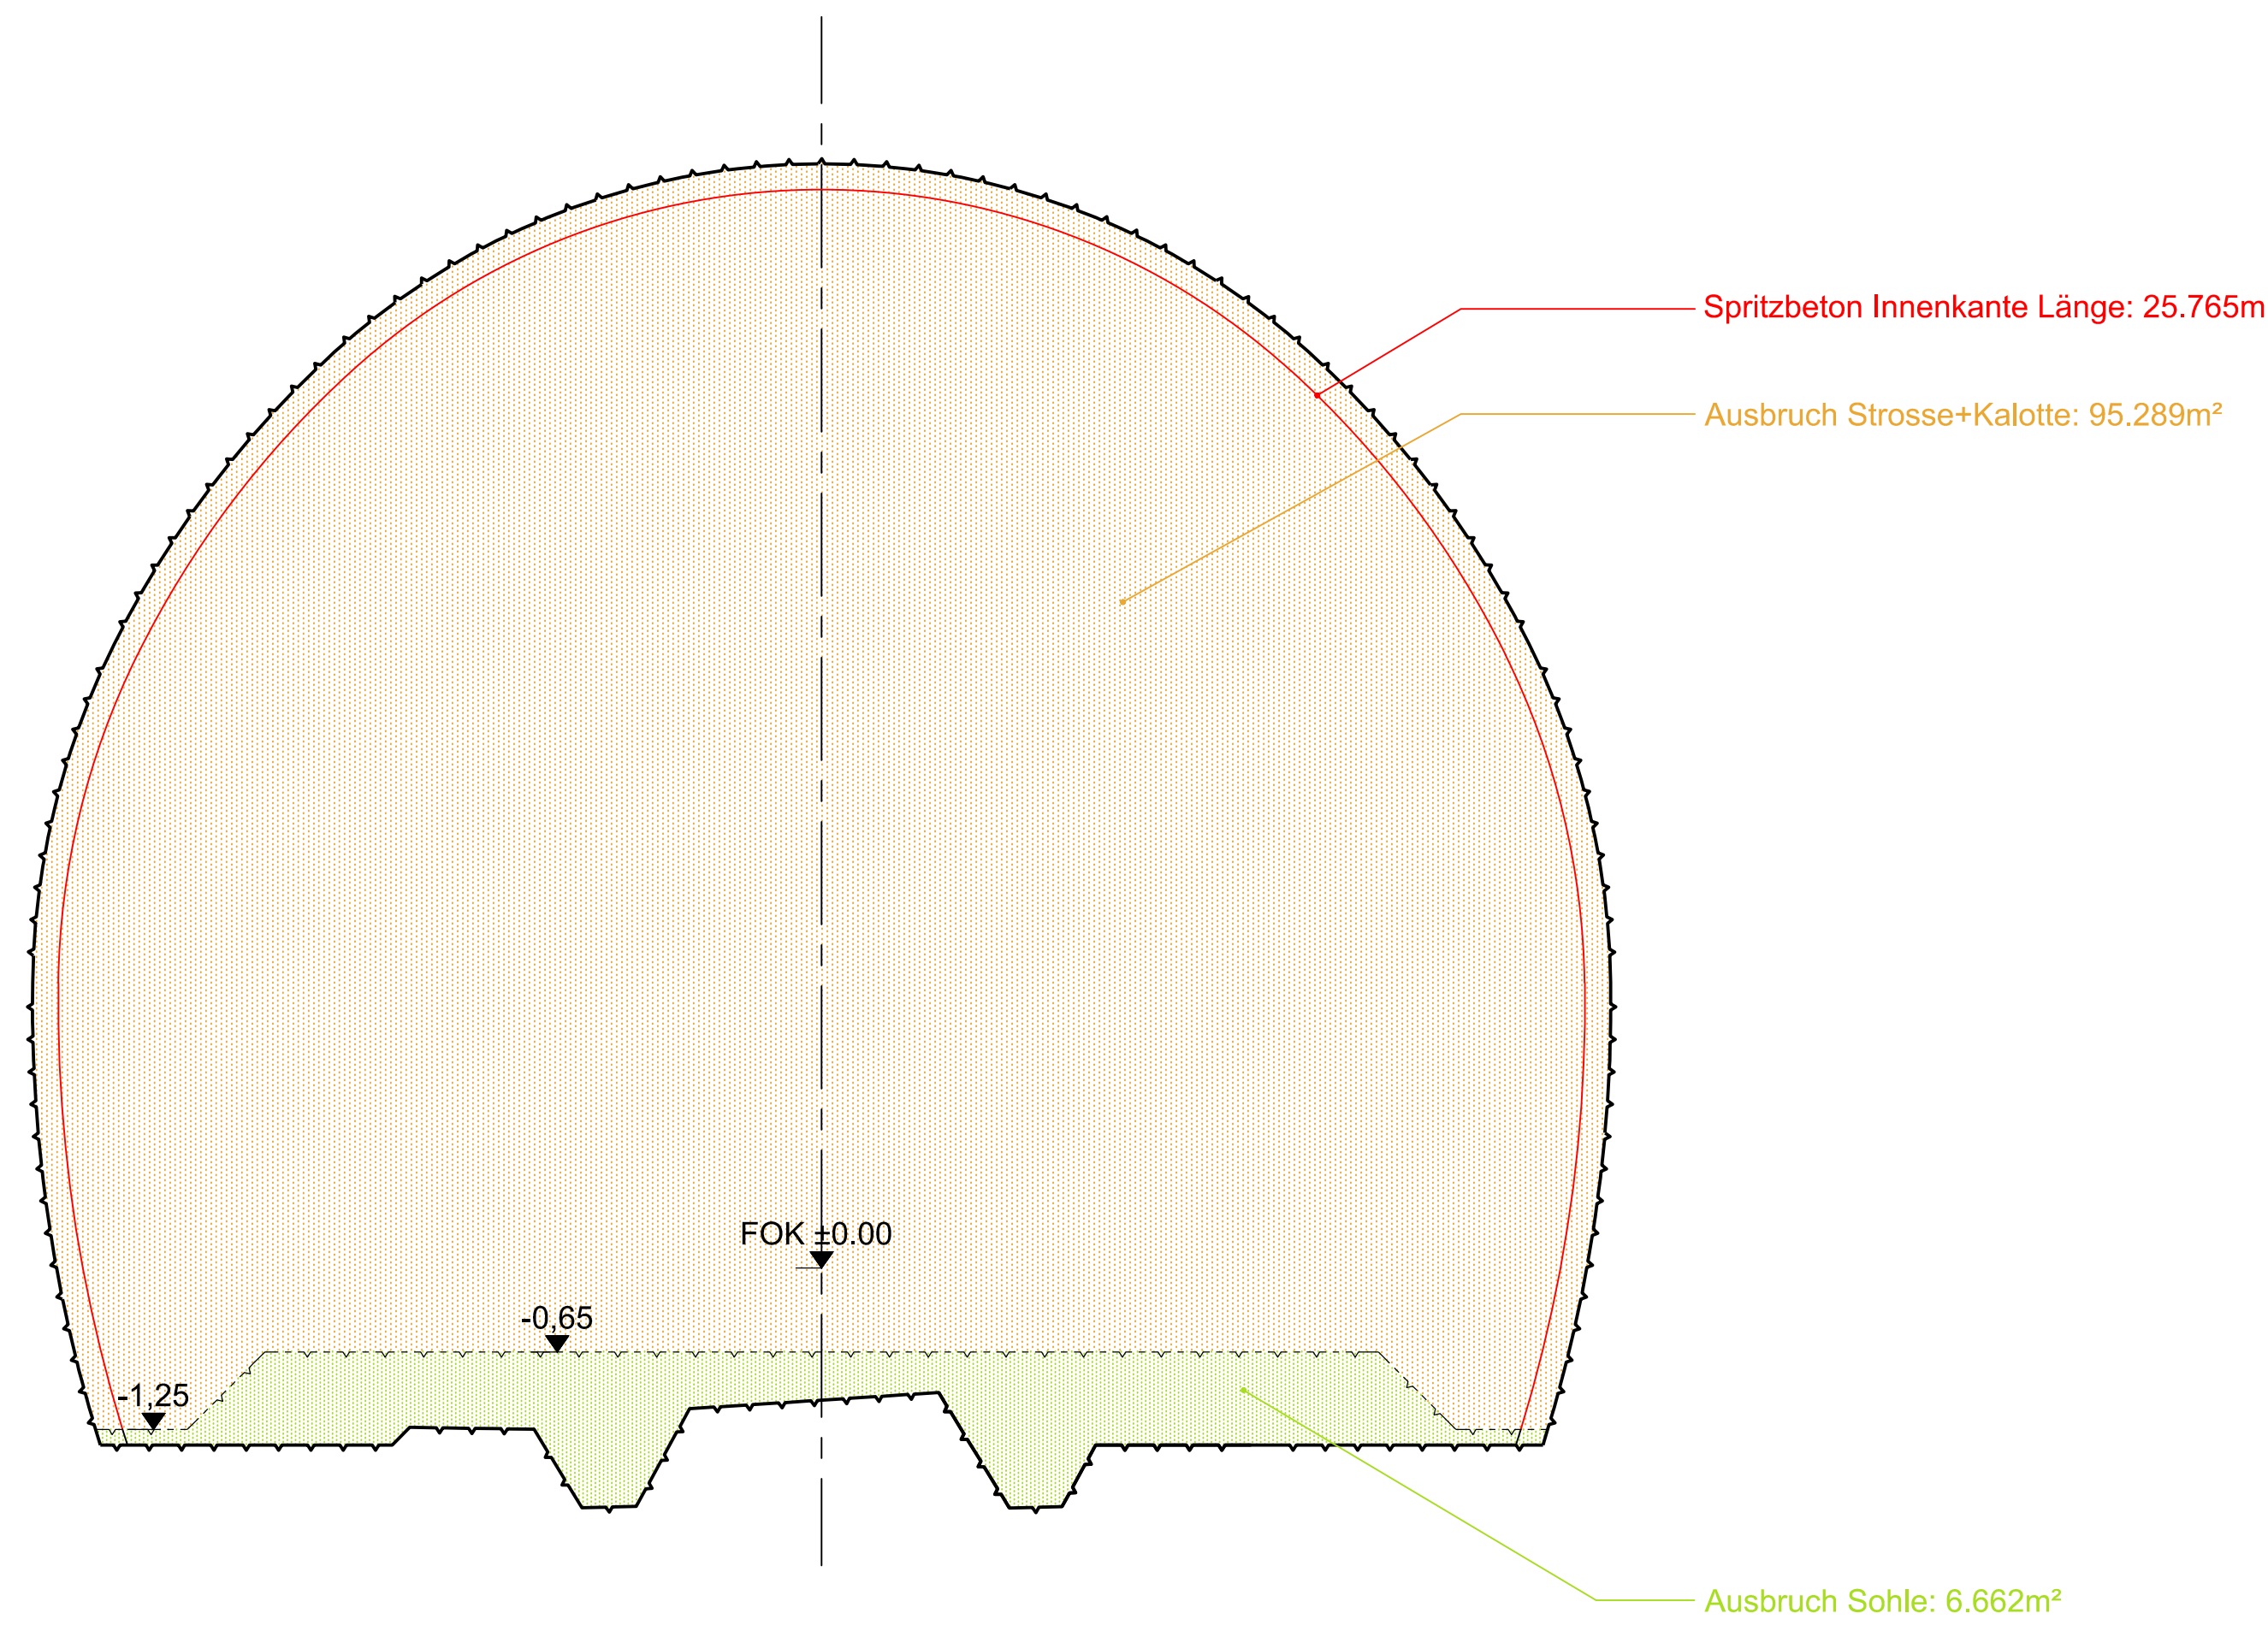 Spritzbeton Innenkante Länge: 25.765m
Ausbruch Strosse+Kalotte: 95.289m²
FOK ±0.00
-0,65
-1,25
Ausbruch Sohle: 6.662m²